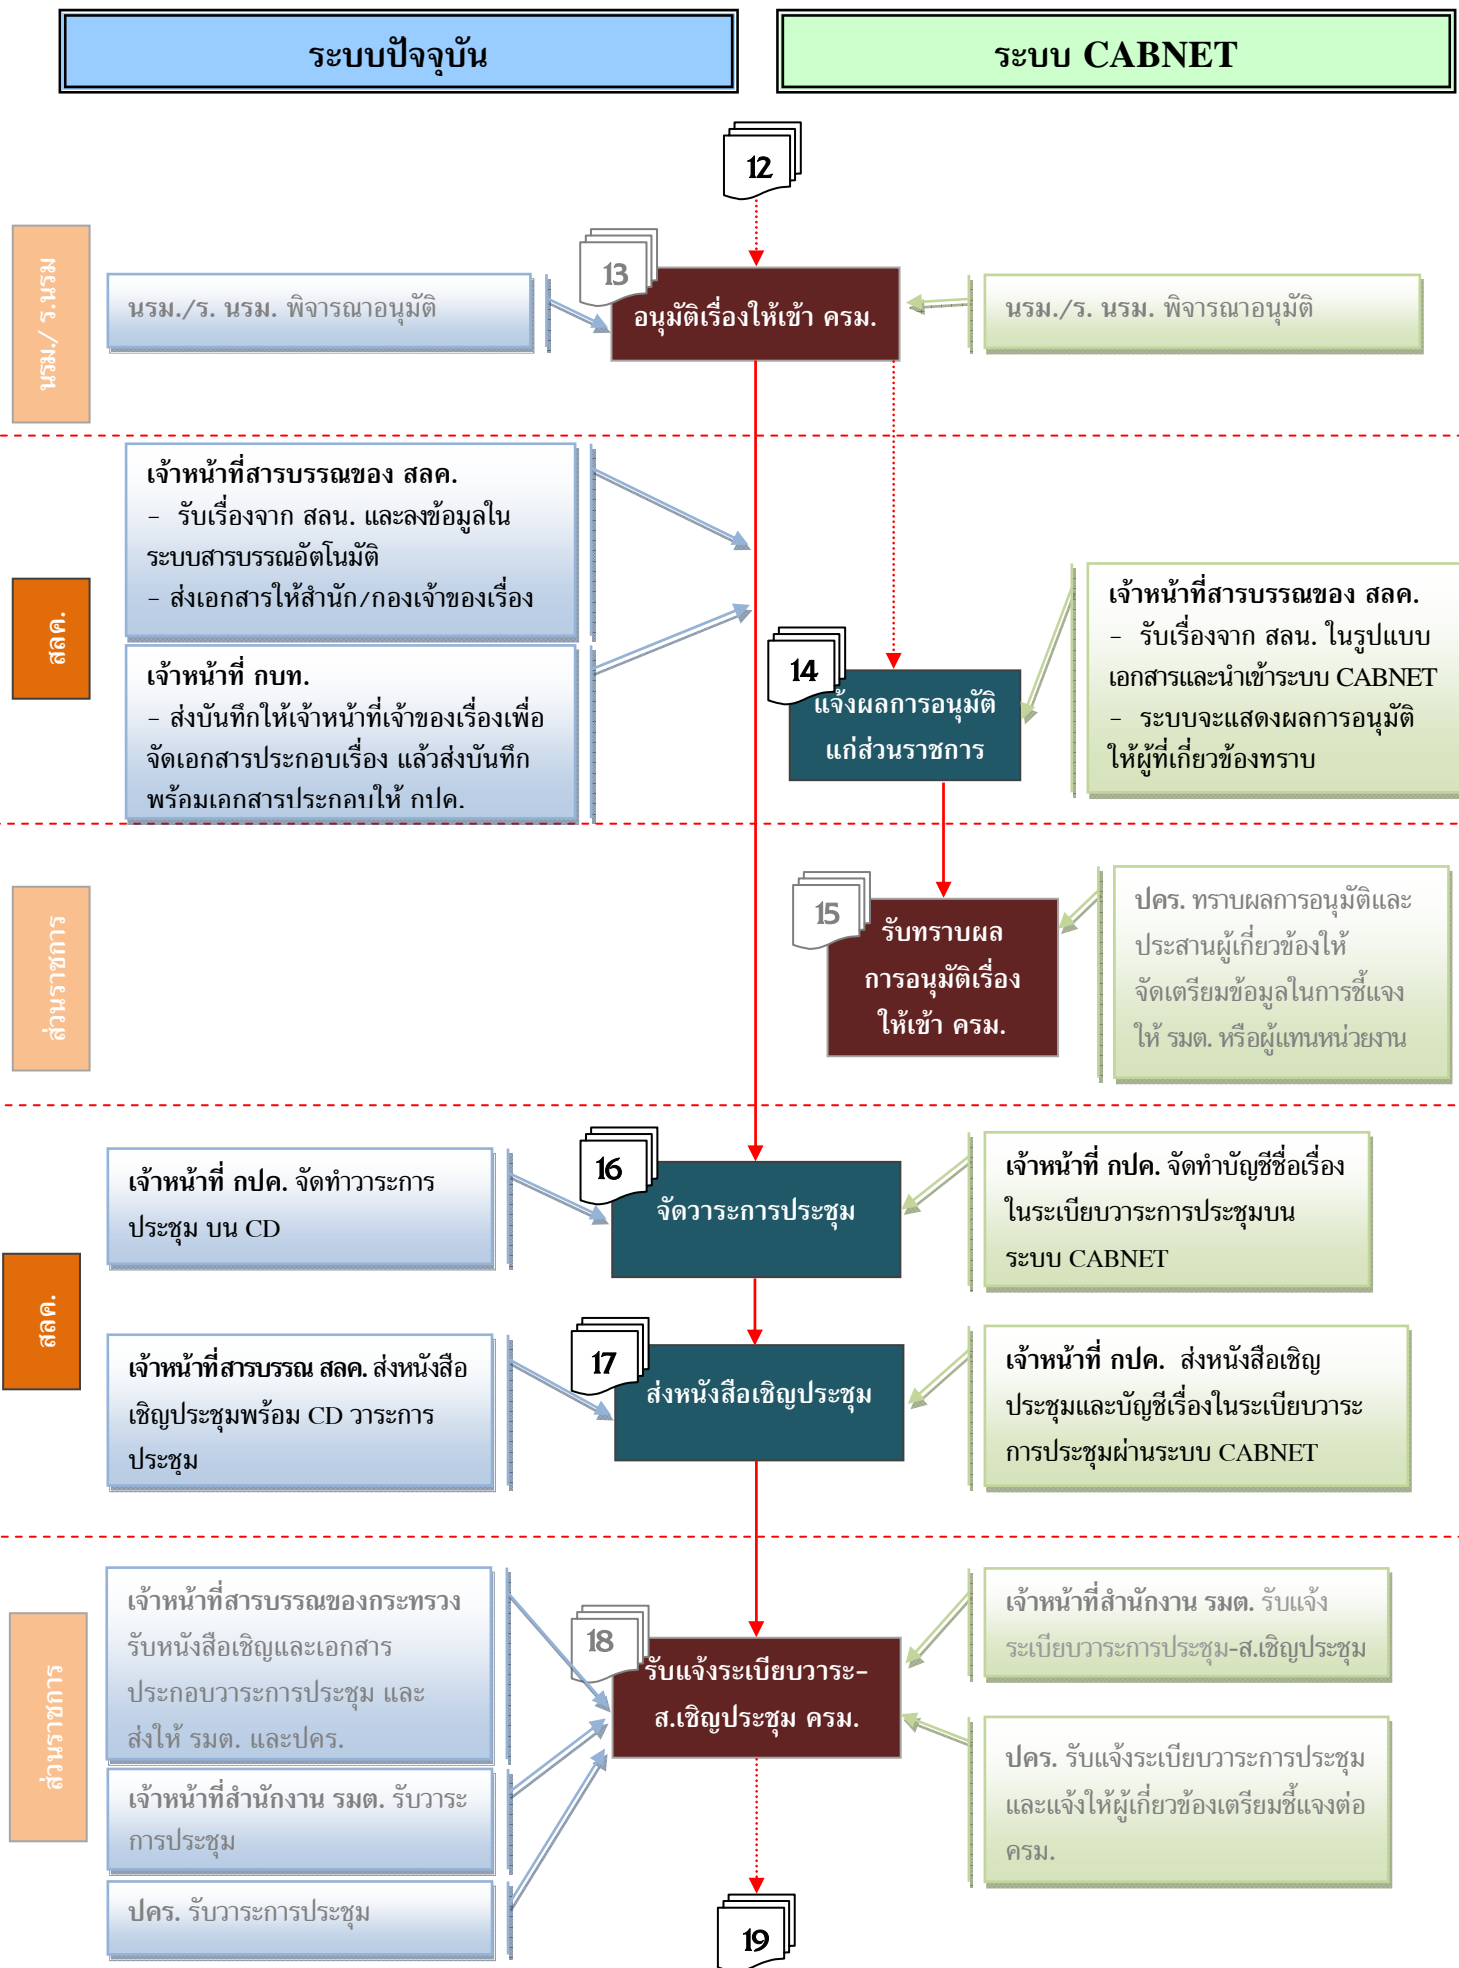 ระบบปัจจุบัน
ระบบ CABNET
12
นรม./ ร.นรม
13
นรม./ร. นรม. พิจารณาอนุมัติ
อนุมัติเรื่องให้เข้า ครม.
นรม./ร. นรม. พิจารณาอนุมัติ
สลค.
เจ้าหน้าที่สารบรรณของ สลค.
- รับเรื่องจาก สลน. และลงข้อมูลใน
ระบบสารบรรณอัตโนมัติ
- ส่งเอกสารให้สำนัก/กองเจ้าของเรื่อง
เจ้าหน้าที่ กบท.
- ส่งบันทึกให้เจ้าหน้าที่เจ้าของเรื่องเพื่อ
จัดเอกสารประกอบเรื่อง แล้วส่งบันทึก
พร้อมเอกสารประกอบให้ กปค.
14
แจ้งผลการอนุมัติ
แก่ส่วนราชการ
เจ้าหน้าที่สารบรรณของ สลค.
- รับเรื่องจาก สลน. ในรูปแบบ
เอกสารและนำเข้าระบบ CABNET
- ระบบจะแสดงผลการอนุมัติ
ให้ผู้ที่เกี่ยวข้องทราบ
ส่วนราชการ
15
รับทราบผล
การอนุมัติเรื่อง
ให้เข้า ครม.
ปคร. ทราบผลการอนุมัติและ
ประสานผู้เกี่ยวข้องให้
จัดเตรียมข้อมูลในการชี้แจง
ให้ รมต. หรือผู้แทนหน่วยงาน
สลค.
เจ้าหน้าที่ กปค. จัดทำวาระการ
ประชุม บน CD
16
จัดวาระการประชุม
เจ้าหน้าที่ กปค. จัดทำบัญชีชื่อเรื่อง
ในระเบียบวาระการประชุมบน
ระบบ CABNET
เจ้าหน้าที่สารบรรณ สลค. ส่งหนังสือ
เชิญประชุมพร้อม CD วาระการ
ประชุม
17
ส่งหนังสือเชิญประชุม
เจ้าหน้าที่ กปค. ส่งหนังสือเชิญ
ประชุมและบัญชีเรื่องในระเบียบวาระ
การประชุมผ่านระบบ CABNET
ส่วนราชการ
เจ้าหน้าที่สารบรรณของกระทรวง
รับหนังสือเชิญและเอกสาร
ประกอบวาระการประชุม และ
ส่งให้ รมต. และปคร.
เจ้าหน้าที่สำนักงาน รมต. รับวาระ
การประชุม
ปคร. รับวาระการประชุม
18
รับแจ้งระเบียบวาระ-
ส.เชิญประชุม ครม.
เจ้าหน้าที่สำนักงาน รมต. รับแจ้ง
ระเบียบวาระการประชุม-ส.เชิญประชุม
ปคร. รับแจ้งระเบียบวาระการประชุม
และแจ้งให้ผู้เกี่ยวข้องเตรียมชี้แจงต่อ
ครม.
19